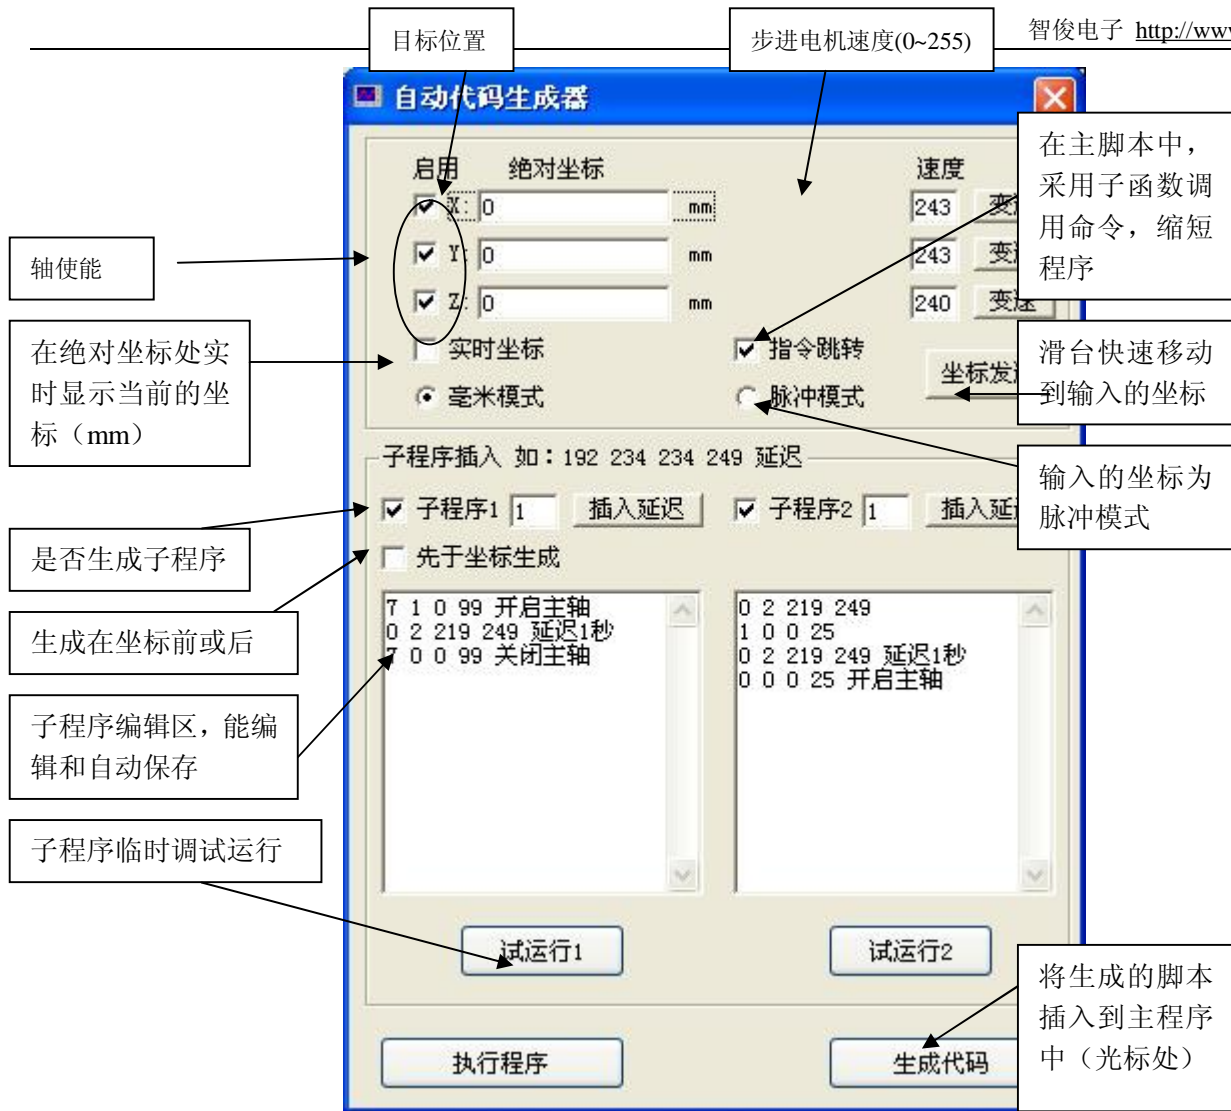 智俊电子 http://www
目标位置
步进电机速度(0~255)
自动代码生成器
在主脚本中，
采用子函数调
用命令，缩短
程序
启用 绝对坐标 速度
X: 0 mm 243
Y: 0 mm 243
Z: 0 mm 240 变速
轴使能
在绝对坐标处实
时显示当前的坐
标（mm）
实时坐标 指令跳转
毫米模式 脉冲模式
坐标发
滑台快速移动
到输入的坐标
子程序插入 如：192 234 234 249 延迟
输入的坐标为
脉冲模式
子程序1 1 插入延迟 子程序2 1 插入延
先于坐标生成
是否生成子程序
生成在坐标前或后
子程序编辑区，能编
辑和自动保存
子程序临时调试运行
7 1 0 99 开启主轴
0 2 219 249 延迟1秒
7 0 0 99 关闭主轴
0 2 219 249
1 0 0 25
0 2 219 249 延迟1秒
0 0 0 25 开启主轴
试运行1 试运行2
将生成的脚本
插入到主程序
中（光标处）
执行程序 生成代码